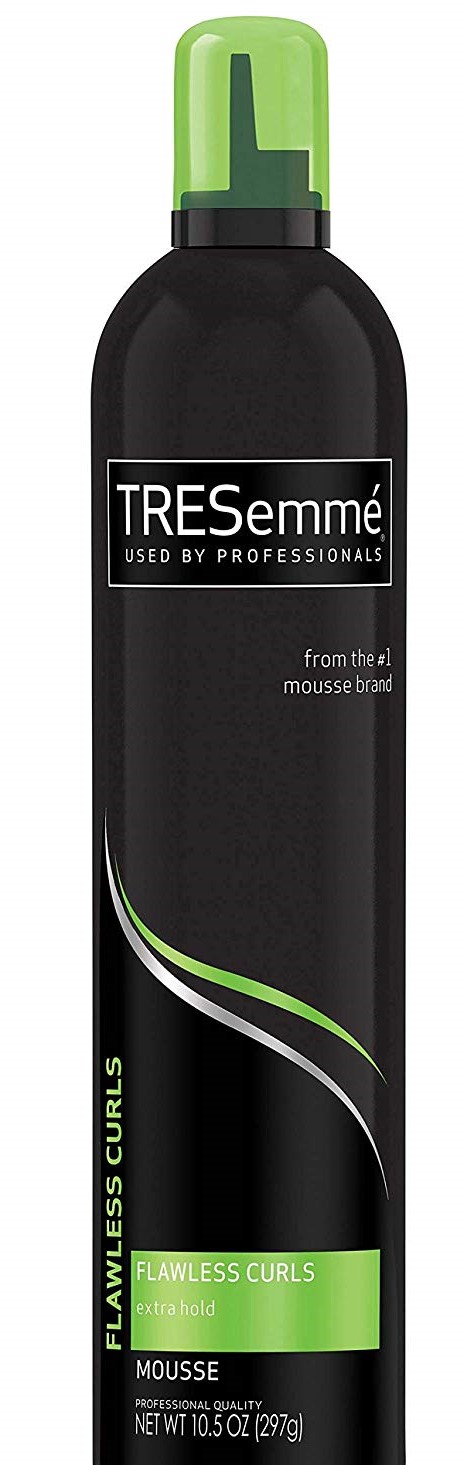 TRESemmé®
USED BY PROFESSIONALS
from the #1
mousse brand
FLAWLESS CURLS
FLAWLESS CURLS
extra hold
MOUSSE
PROFESSIONAL QUALITY
NET WT 10.5 OZ (297g)